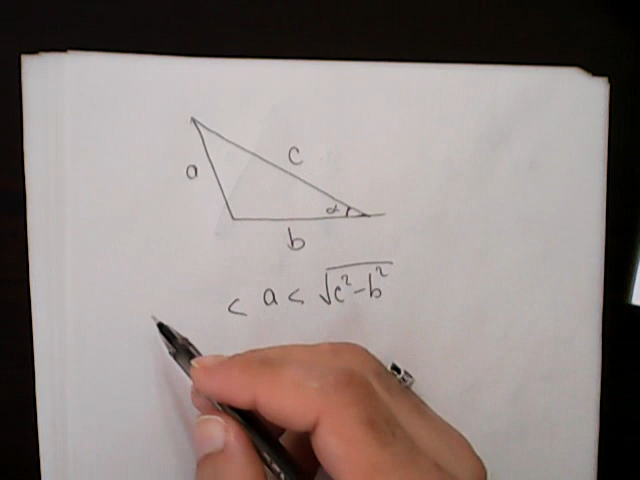 c
a
α
b
< a < √c²-b²